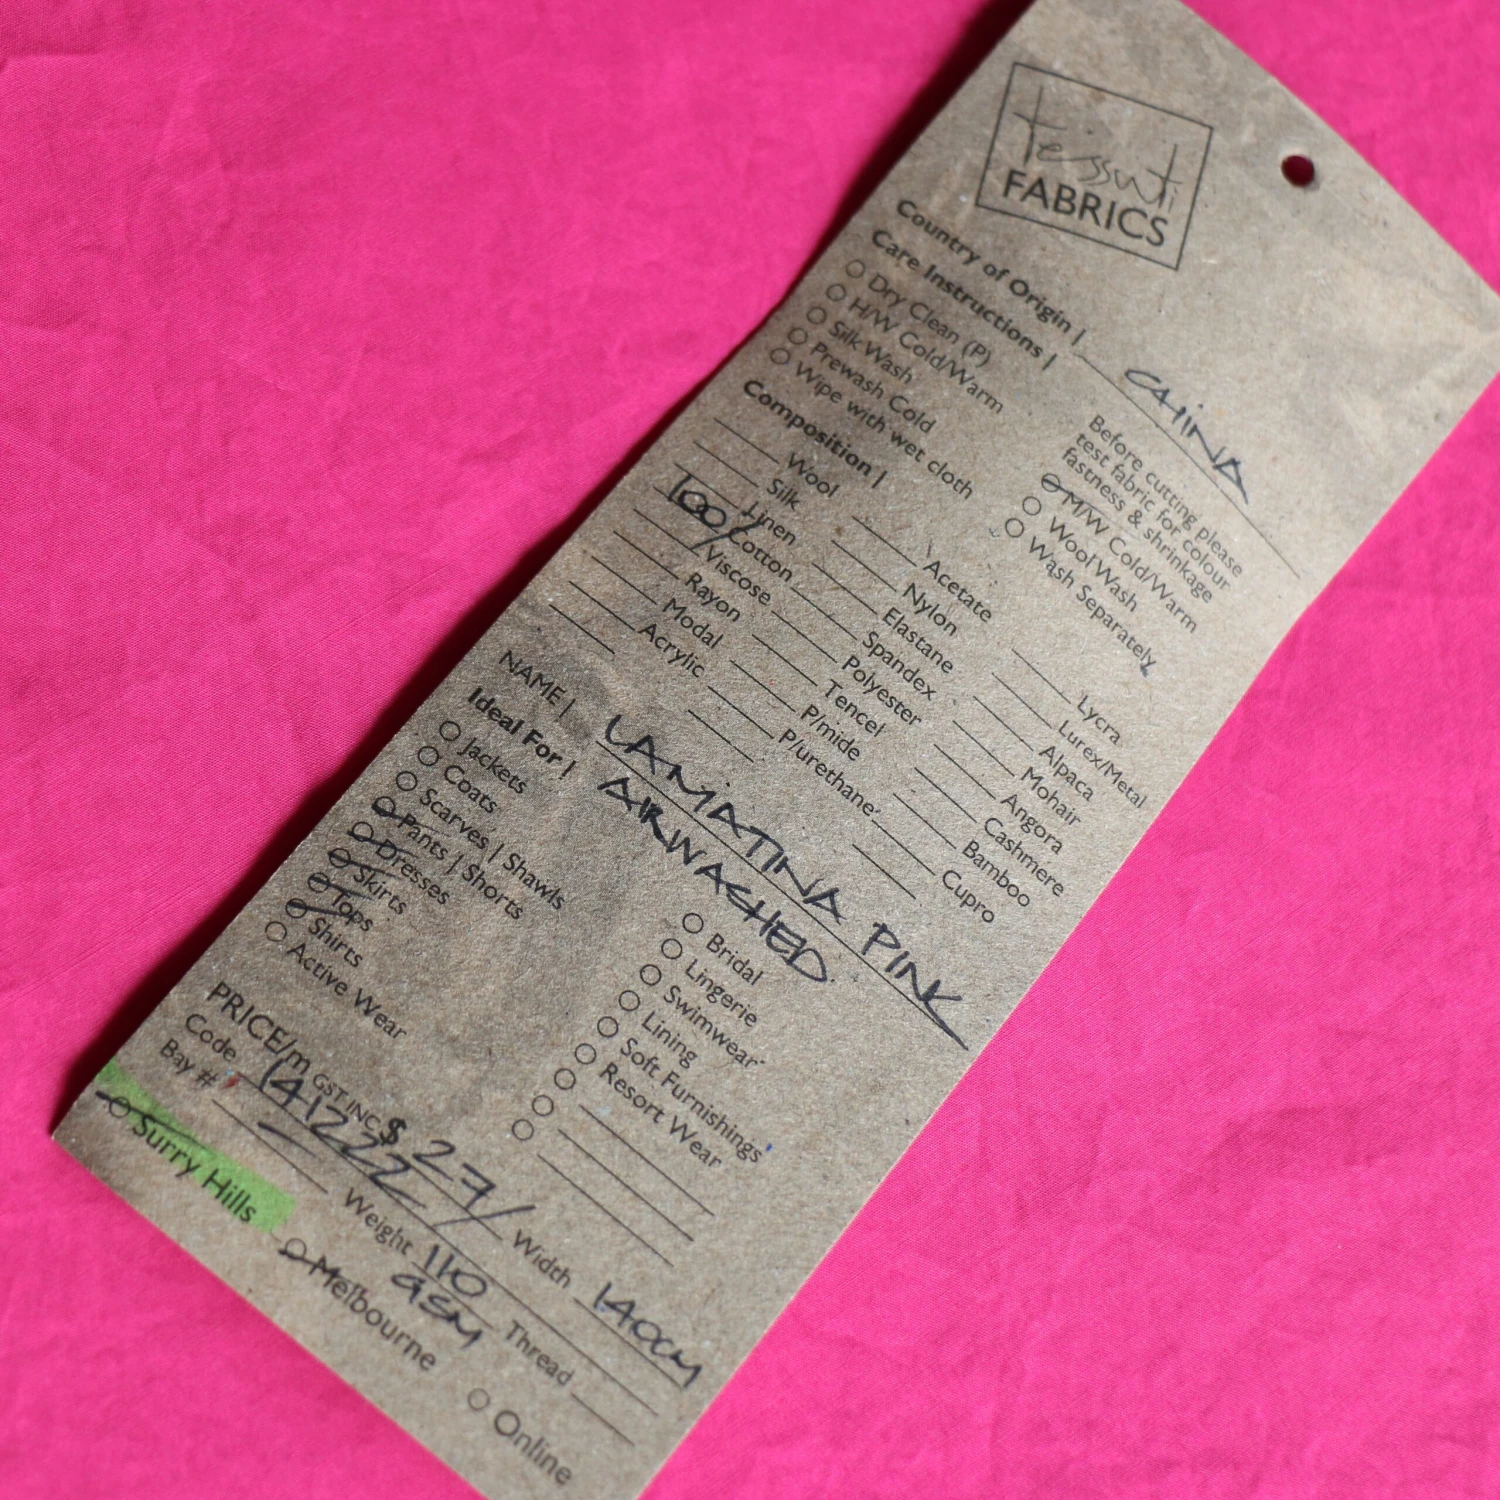 tessuti
FABRICS
Country of Origin | CHINA
Care Instructions |
Dry Clean (P)
H/W Cold/Warm
Silk Wash
Prewash Cold
Wipe with wet cloth
Before cutting please
test fabric for colour
fastness & shrinkage
M/W Cold/Warm
Wool Wash
Wash Separately
Composition |
Wool
Silk
Linen
100% Cotton
Viscose
Rayon
Modal
Acrylic
Acetate
Nylon
Elastane
Spandex
Polyester
Tencel
P/mide
P/urethane
Lycra
Lurex/Metal
Alpaca
Mohair
Angora
Cashmere
Bamboo
Cupro
NAME | LAMATINA PINK
AIRWASHED
Ideal For |
Jackets
Coats
Scarves | Shawls
Pants | Shorts
Dresses
Skirts
Tops
Shirts
Active Wear
Bridal
Lingerie
Swimwear
Lining
Soft Furnishings
Resort Wear
PRICE/m GST INC $ 27/ Width 140cm
Code 141222 Weight 110 GSM Thread
Bay #
Surry Hills Melbourne Online